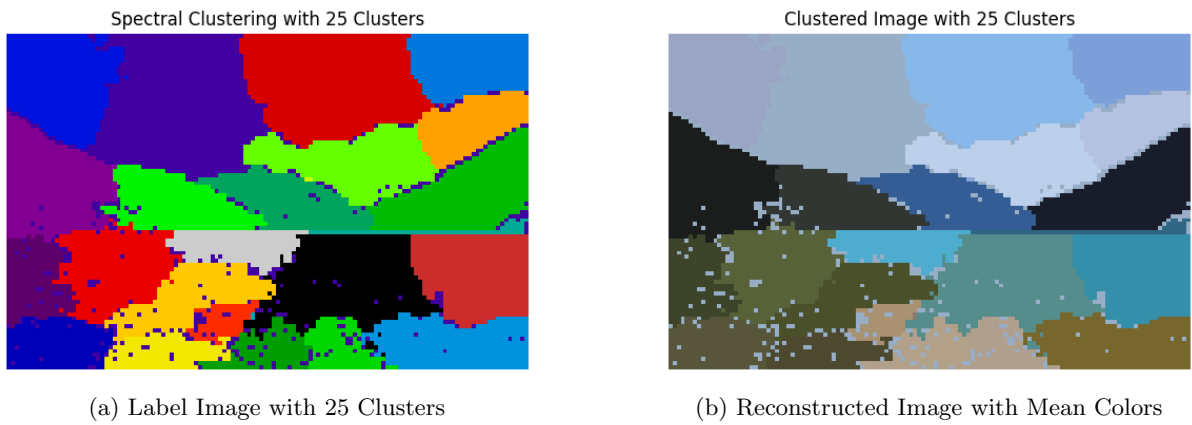 Spectral Clustering with 25 Clusters
Clustered Image with 25 Clusters
(a) Label Image with 25 Clusters
(b) Reconstructed Image with Mean Colors